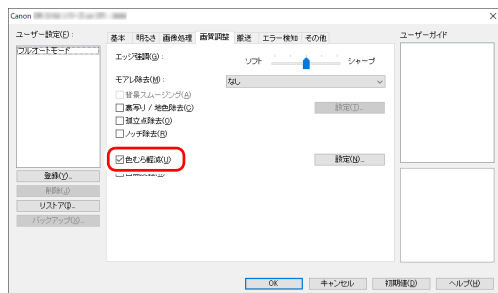 Canon
ユーザー設定(F) :
フルオートモード
登録(Y)...
削除(J)
リストア(Q)...
バックアップ(X)...
基本 明るさ 画像処理 画質調整 搬送 エラー検知 その他
エッジ強調(G) :
ソフト
シャープ
モアレ除去(M) :
なし
背景スムージング(A)
裏写り / 地色除去(C)
設定(T)...
孤立点除去(O)
ノッチ除去(R)
色むら軽減(U)
設定(N)...
ユーザーガイド
OK キャンセル 初期値(D) ヘルプ(H)